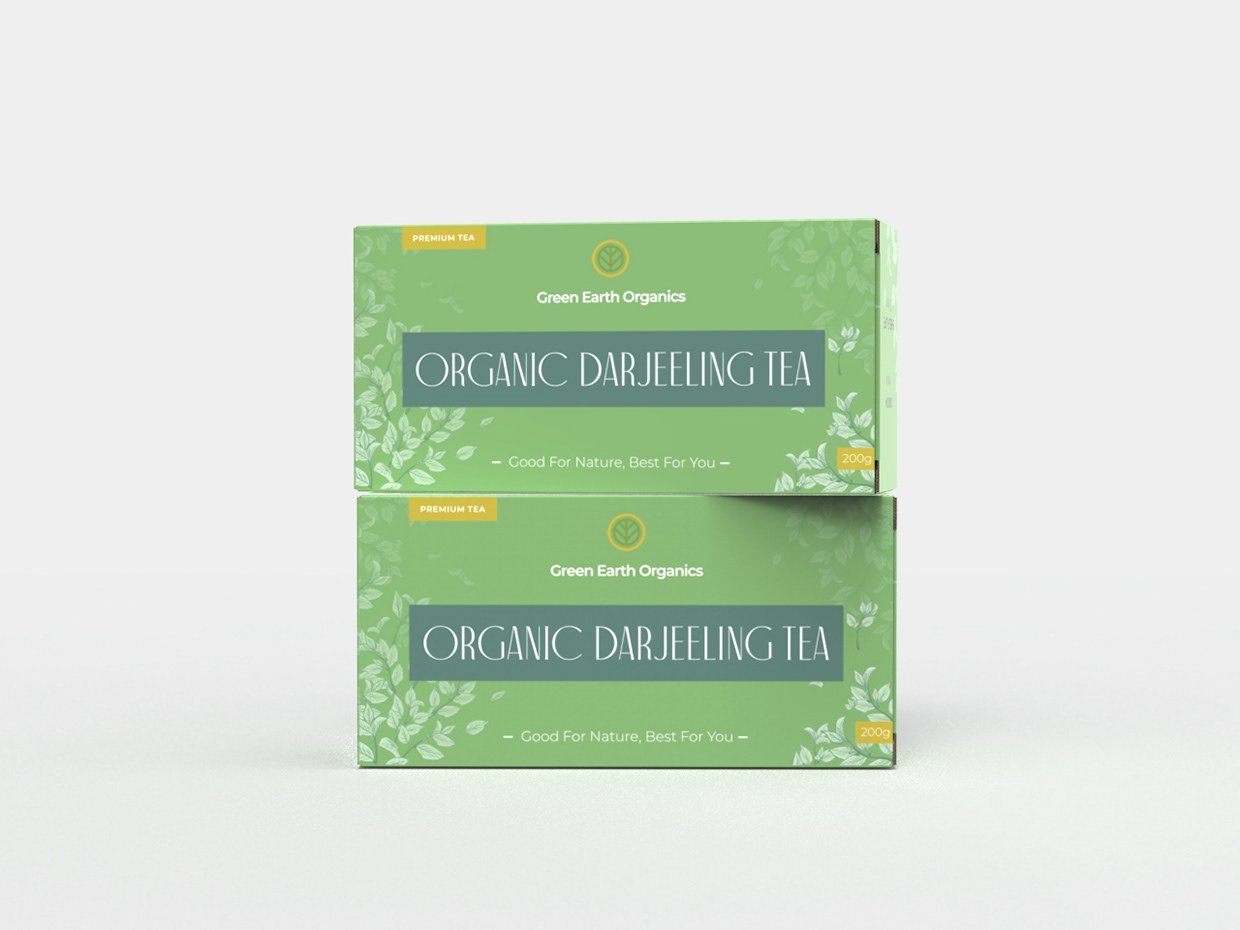 PREMIUM TEA
Green Earth Organics
ORGANIC DARJEELING TEA
Good For Nature, Best For You
200g
PREMIUM TEA
Green Earth Organics
ORGANIC DARJEELING TEA
Good For Nature, Best For You
200g